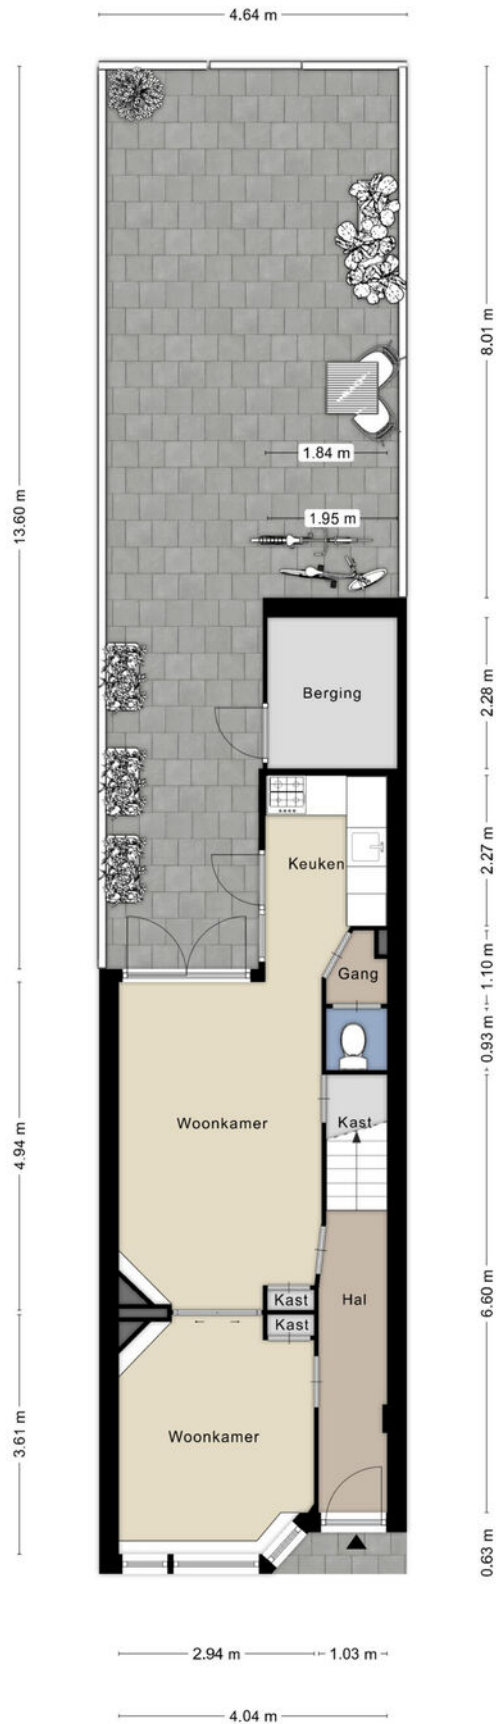 4.64 m
8.01 m
1.84 m
13.60 m
1.95 m
Berging
2.28 m
Keuken
2.27 m
Gang
1.10 m
0.93 m
Woonkamer
Kast
4.94 m
Kast
Hal
6.60 m
Kast
Woonkamer
3.61 m
0.63 m
2.94 m
1.03 m
4.04 m